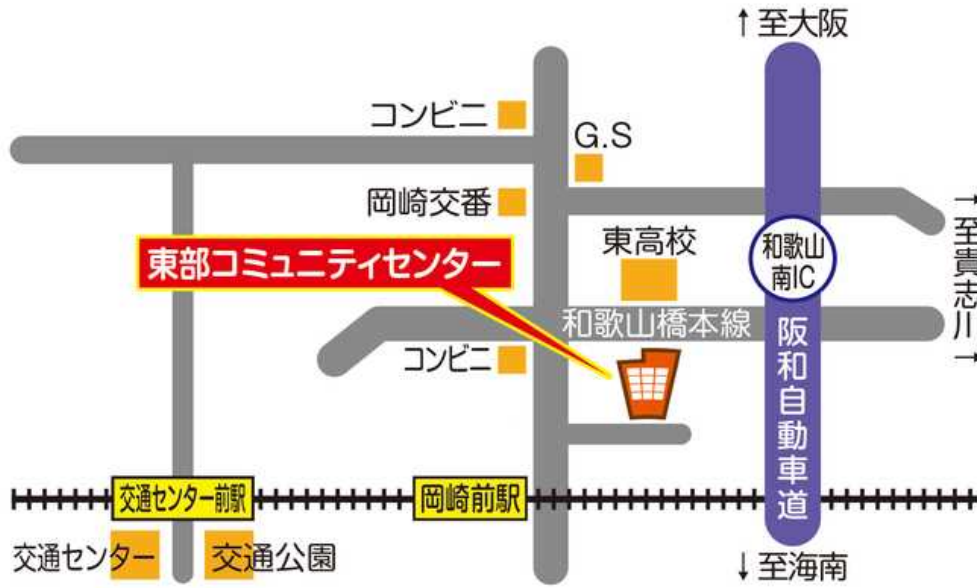 ↑至大阪
コンビニ
G.S
岡崎交番
東高校
和歌山
南IC
→至貴志川→
東部コミュニティセンター
和歌山橋本線
コンビニ
阪和自動車道
交通センター前駅
岡崎前駅
交通センター
交通公園
↓至海南